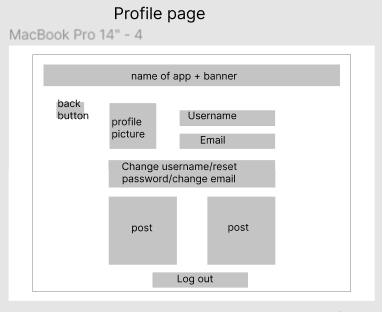 Profile page
MacBook Pro 14" - 4
name of app + banner
back
button
profile
picture
Username
Email
Change username/reset
password/change email
post
post
Log out